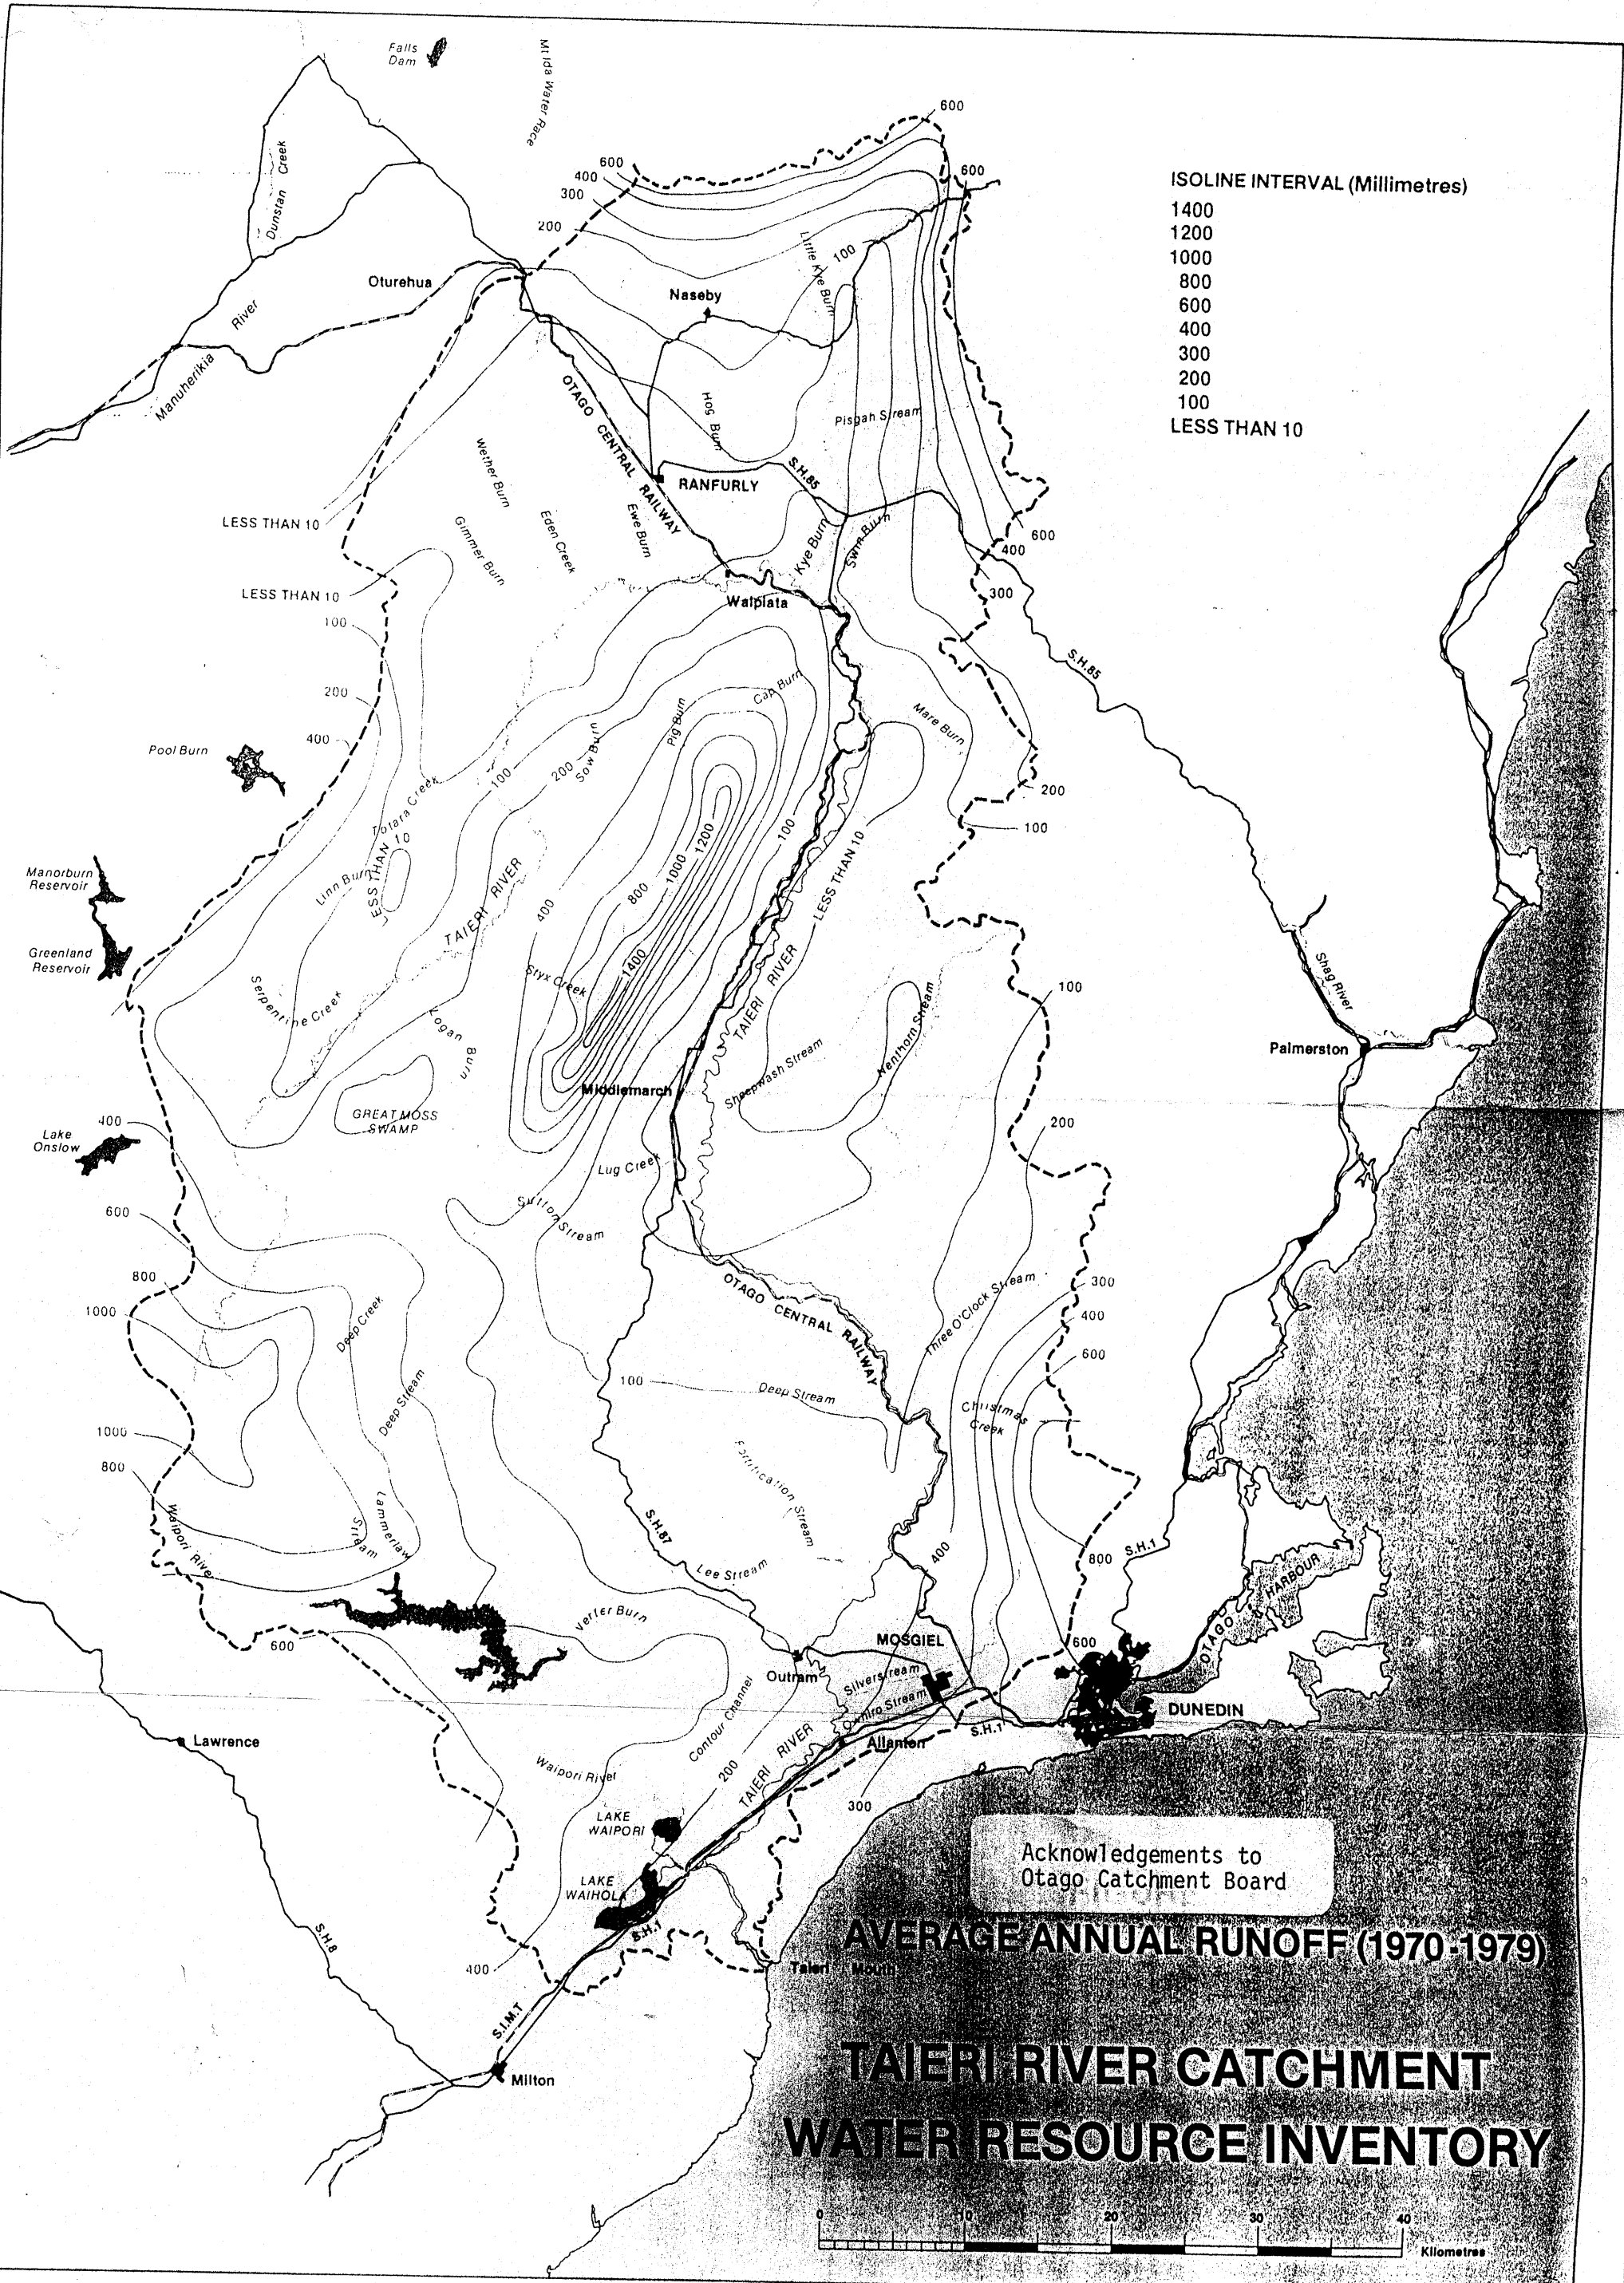 Falls
Dam
Mt Ida Water Race
600
Dunstan Creek
600
400
300
200
600
ISOLINE INTERVAL (Millimetres)
1400
1200
1000
800
600
400
300
200
100
LESS THAN 10
Little Kye Burn
100
Oturehua
Naseby
River
Manuherikia
OTAGO CENTRAL RAILWAY
Hog Burn
Pisgah Stream
Wether Burn
S.H.85
RANFURLY
LESS THAN 10
Gimmer Burn
Eden Creek
Ewe Burn
Kye Burn
Swin Burn
600
400
300
LESS THAN 10
100
Waipiata
S.H.85
200
Cap Burn
Pig Burn
Mare Burn
400
Sow Burn
Pool Burn
100
200
200
100
Totara Creek
100
1200
LESS THAN 10
LESS THAN 10
1000
Manorburn
Reservoir
Linn Burn
800
TAIERI RIVER
400
Greenland
Reservoir
1400
Styx Creek
TAIERI RIVER
Shag River
Serpentine Creek
Logan Burn
Nenthorn Stream
100
Palmerston
Sheepwash Stream
Middlemarch
GREAT MOSS
SWAMP
400
Lake
Onslow
200
Lug Creek
600
Sutton Stream
800
OTAGO CENTRAL RAILWAY
300
1000
Three O'Clock Stream
400
Deep Creek
600
100
Deep Stream
Deep Stream
Christmas
Creek
1000
Fortification Stream
800
Waipori River
Lammerlaw
Stream
S.H.87
400
S.H.1
800
Lee Stream
OTAGO HARBOUR
Verter Burn
600
MOSGIEL
600
Outram
Silverstream
Owhiro Stream
DUNEDIN
Contour Channel
S.H.1
Lawrence
Allanton
TAIERI RIVER
Waipori River
200
300
LAKE
WAIPORI
Acknowledgements to
Otago Catchment Board
LAKE
WAIHOLA
S.H.1
S.H.8
AVERAGE ANNUAL RUNOFF (1970-1979)
400
Taieri Mouth
S.I.M.T
TAIERI RIVER CATCHMENT
Milton
WATER RESOURCE INVENTORY
0 10 20 30 40
Kilometres